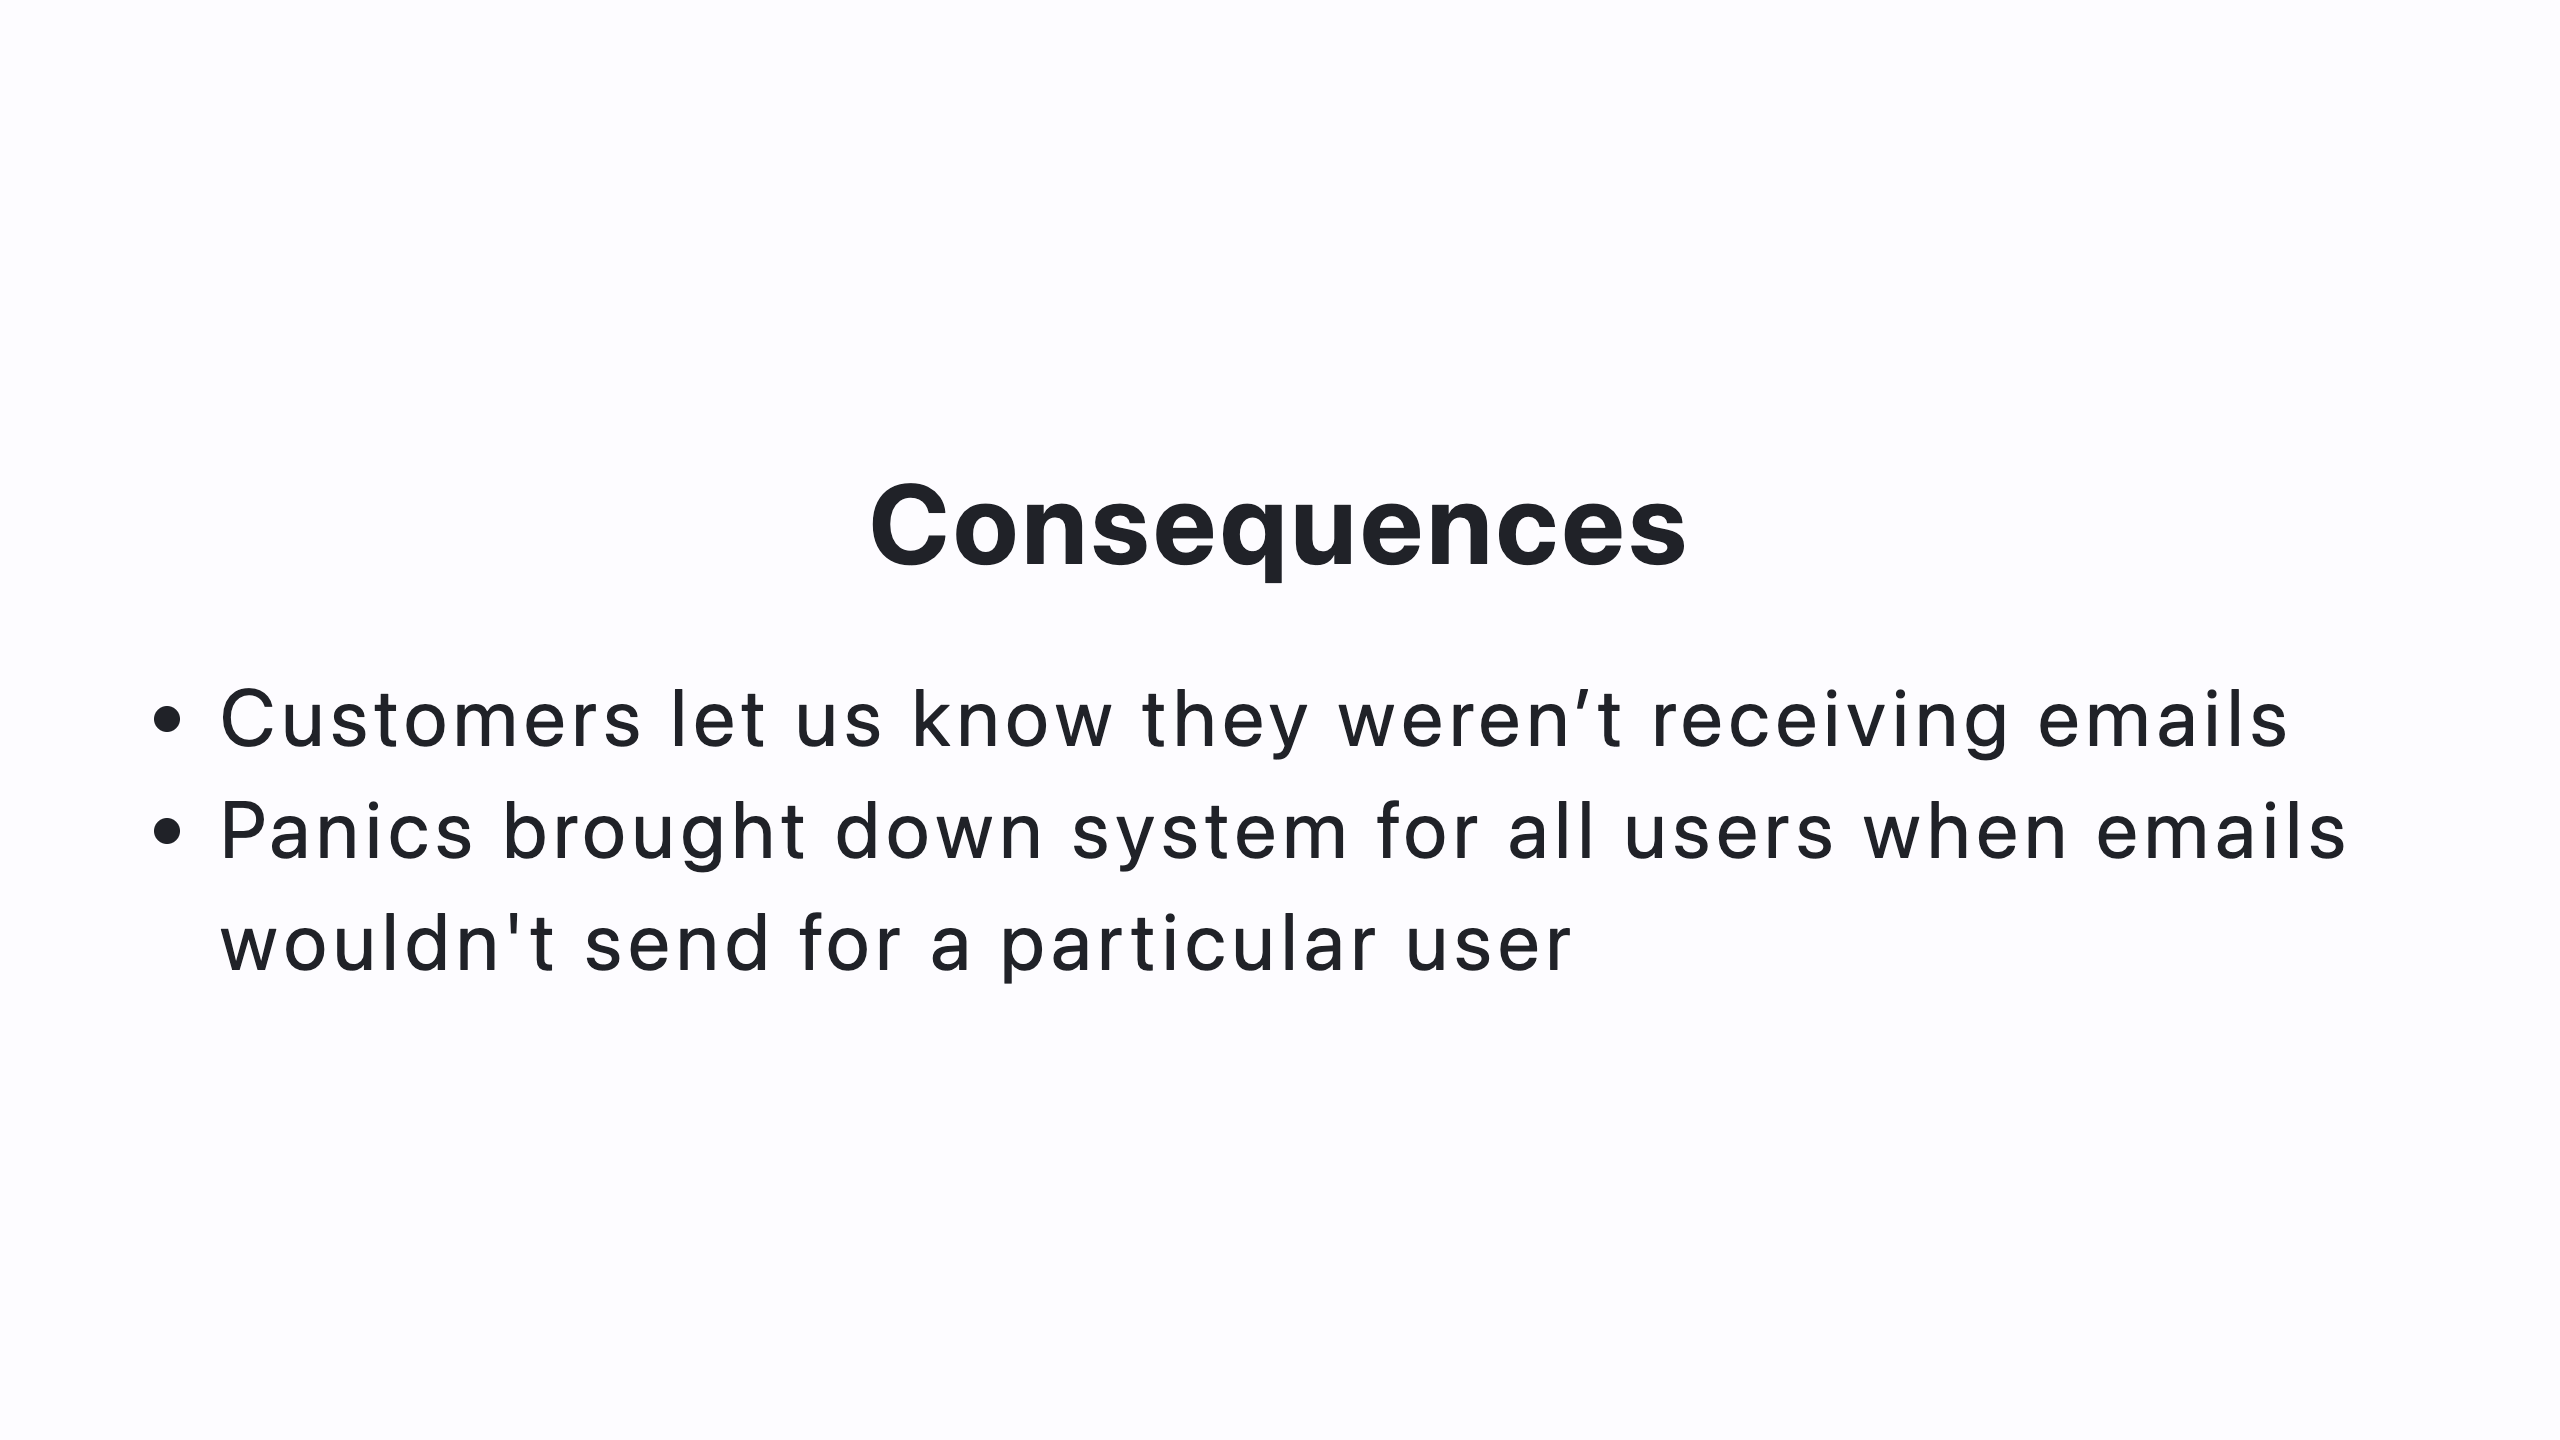 Consequences
• Customers let us know they weren’t receiving emails
• Panics brought down system for all users when emails
wouldn't send for a particular user